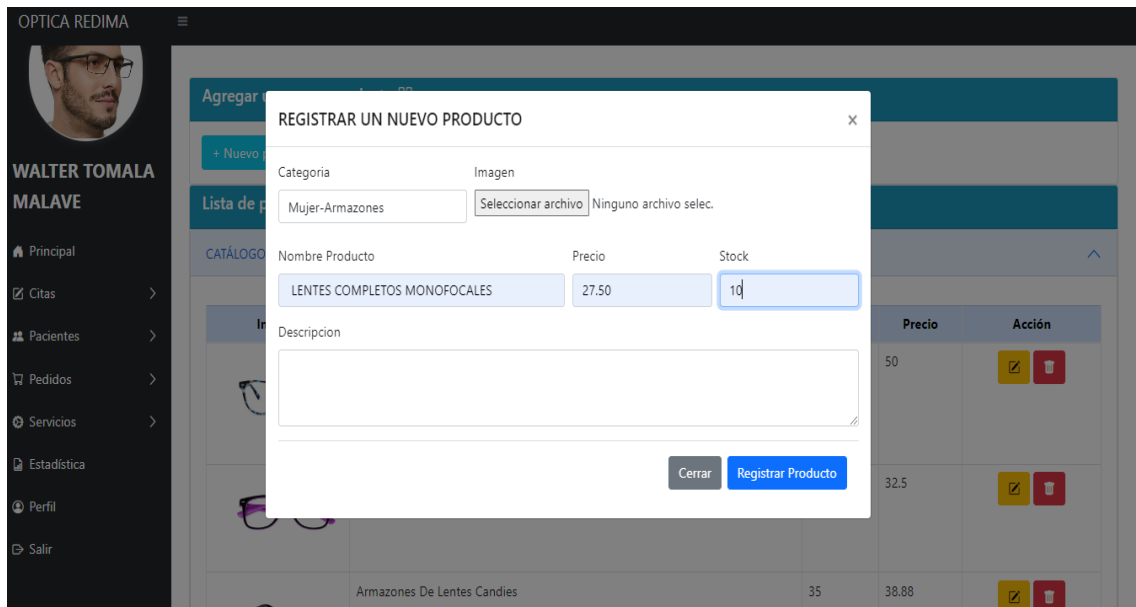 OPTICA REDIMA
WALTER TOMALA
MALAVE
Principal
Citas
Pacientes
Pedidos
Servicios
Estadística
Perfil
Salir
Agregar
+ Nuevo
Lista de
CATÁLOGO
REGISTRAR UN NUEVO PRODUCTO
×
Categoria Imagen
Mujer-Armazones Seleccionar archivo Ninguno archivo selec.
Nombre Producto Precio Stock
LENTES COMPLETOS MONOFOCALES 27.50 10
Descripcion
Cerrar Registrar Producto
Precio Acción
50
32.5
Armazones De Lentes Candies 35 38.88